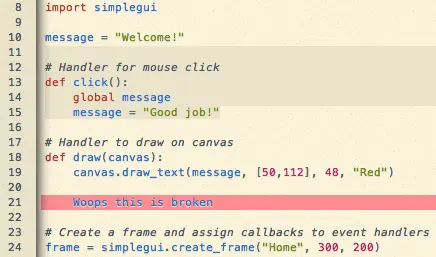 8 import simplegui
9
10 message = "Welcome!"
11
12 # Handler for mouse click
13 def click():
14     global message
15     message = "Good job!"
16
17 # Handler to draw on canvas
18 def draw(canvas):
19     canvas.draw_text(message, [50,112], 48, "Red")
20
21     Woops this is broken
22
23 # Create a frame and assign callbacks to event handlers
24 frame = simplegui.create_frame("Home", 300, 200)